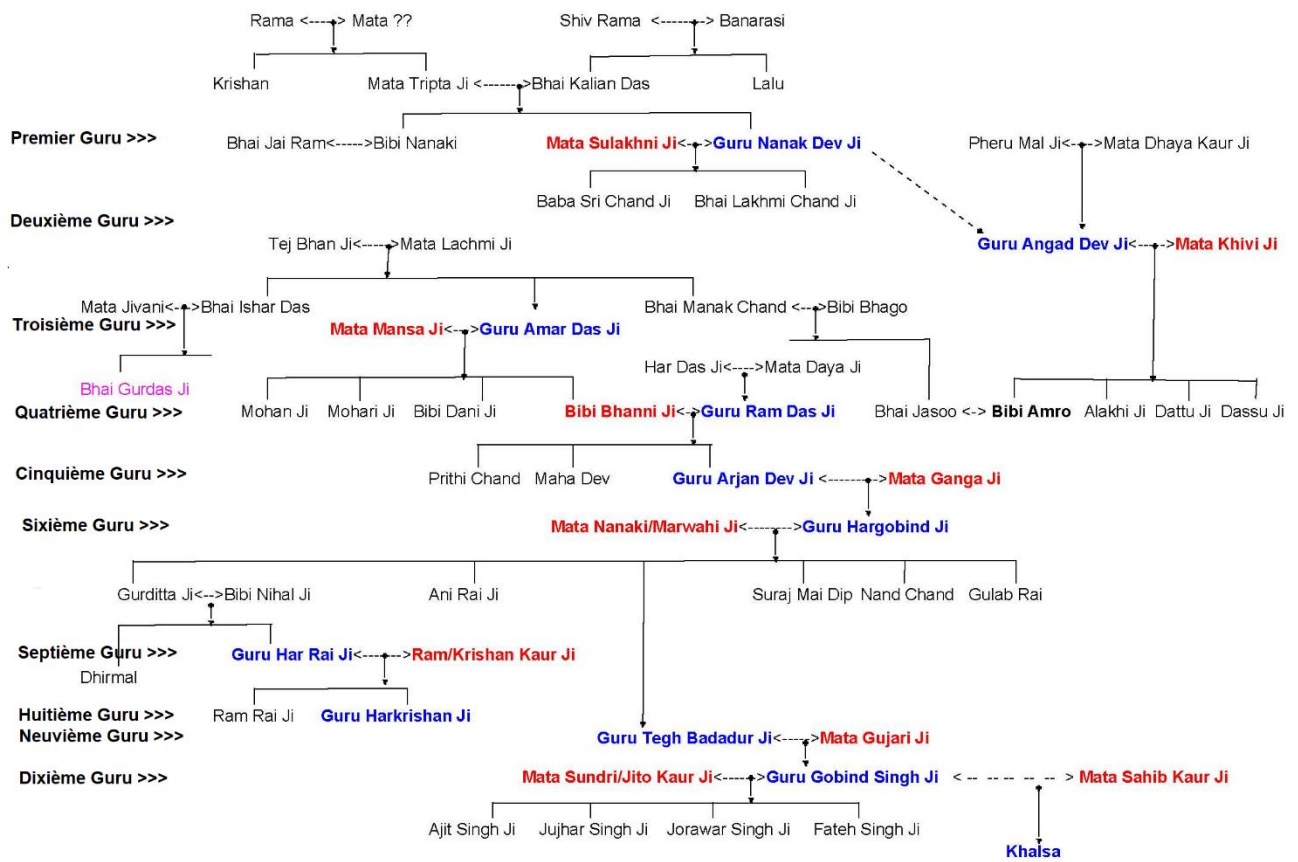 Rama <-----> Mata ?? Shiv Rama <-----> Banarasi
Krishan Mata Tripta Ji <-----> Bhai Kalian Das Lalu
Premier Guru >>> Bhai Jai Ram<----->Bibi Nanaki Mata Sulakhni Ji<-->Guru Nanak Dev Ji Pheru Mal Ji<-->Mata Dhaya Kaur Ji
Baba Sri Chand Ji Bhai Lakhmi Chand Ji
Deuxième Guru >>>
Tej Bhan Ji<----->Mata Lachmi Ji Guru Angad Dev Ji<--->Mata Khivi Ji
Mata Jivani<-->Bhai Ishar Das Bhai Manak Chand<---->Bibi Bhago
Troisième Guru >>> Mata Mansa Ji<-->Guru Amar Das Ji
Har Das Ji<---->Mata Daya Ji
Bhai Gurdas Ji
Quatrième Guru >>> Mohan Ji Mohari Ji Bibi Dani Ji Bibi Bhanni Ji<->Guru Ram Das Ji Bhai Jasoo <-> Bibi Amro Alakhi Ji Dattu Ji Dassu Ji
Cinquième Guru >>> Prithi Chand Maha Dev Guru Arjan Dev Ji <------->Mata Ganga Ji
Sixième Guru >>> Mata Nanaki/Marwahi Ji<------->Guru Hargobind Ji
Gurditta Ji<-->Bibi Nihal Ji Ani Rai Ji Suraj Mai Dip Nand Chand Gulab Rai
Septième Guru >>> Guru Har Rai Ji<------>Ram/Krishan Kaur Ji
Dhirmal
Huitième Guru >>> Ram Rai Ji Guru Harkrishan Ji
Neuvième Guru >>> Guru Tegh Badadur Ji<----->Mata Gujari Ji
Dixième Guru >>> Mata Sundri/Jito Kaur Ji<------>Guru Gobind Singh Ji <-- -- -- -- --> Mata Sahib Kaur Ji
Ajit Singh Ji Jujhar Singh Ji Jorawar Singh Ji Fateh Singh Ji
Khalsa